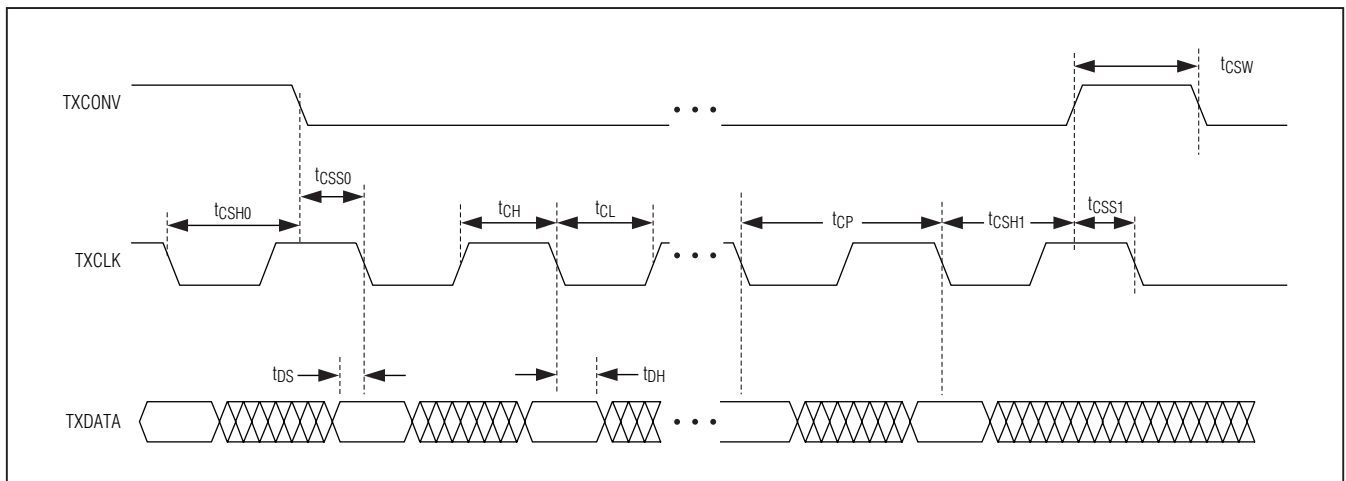 TXCONV
tCSW
tCSS0
tCSH0
tCH
tCL
tCP
tCSH1
tCSS1
TXCLK
tDS
tDH
TXDATA